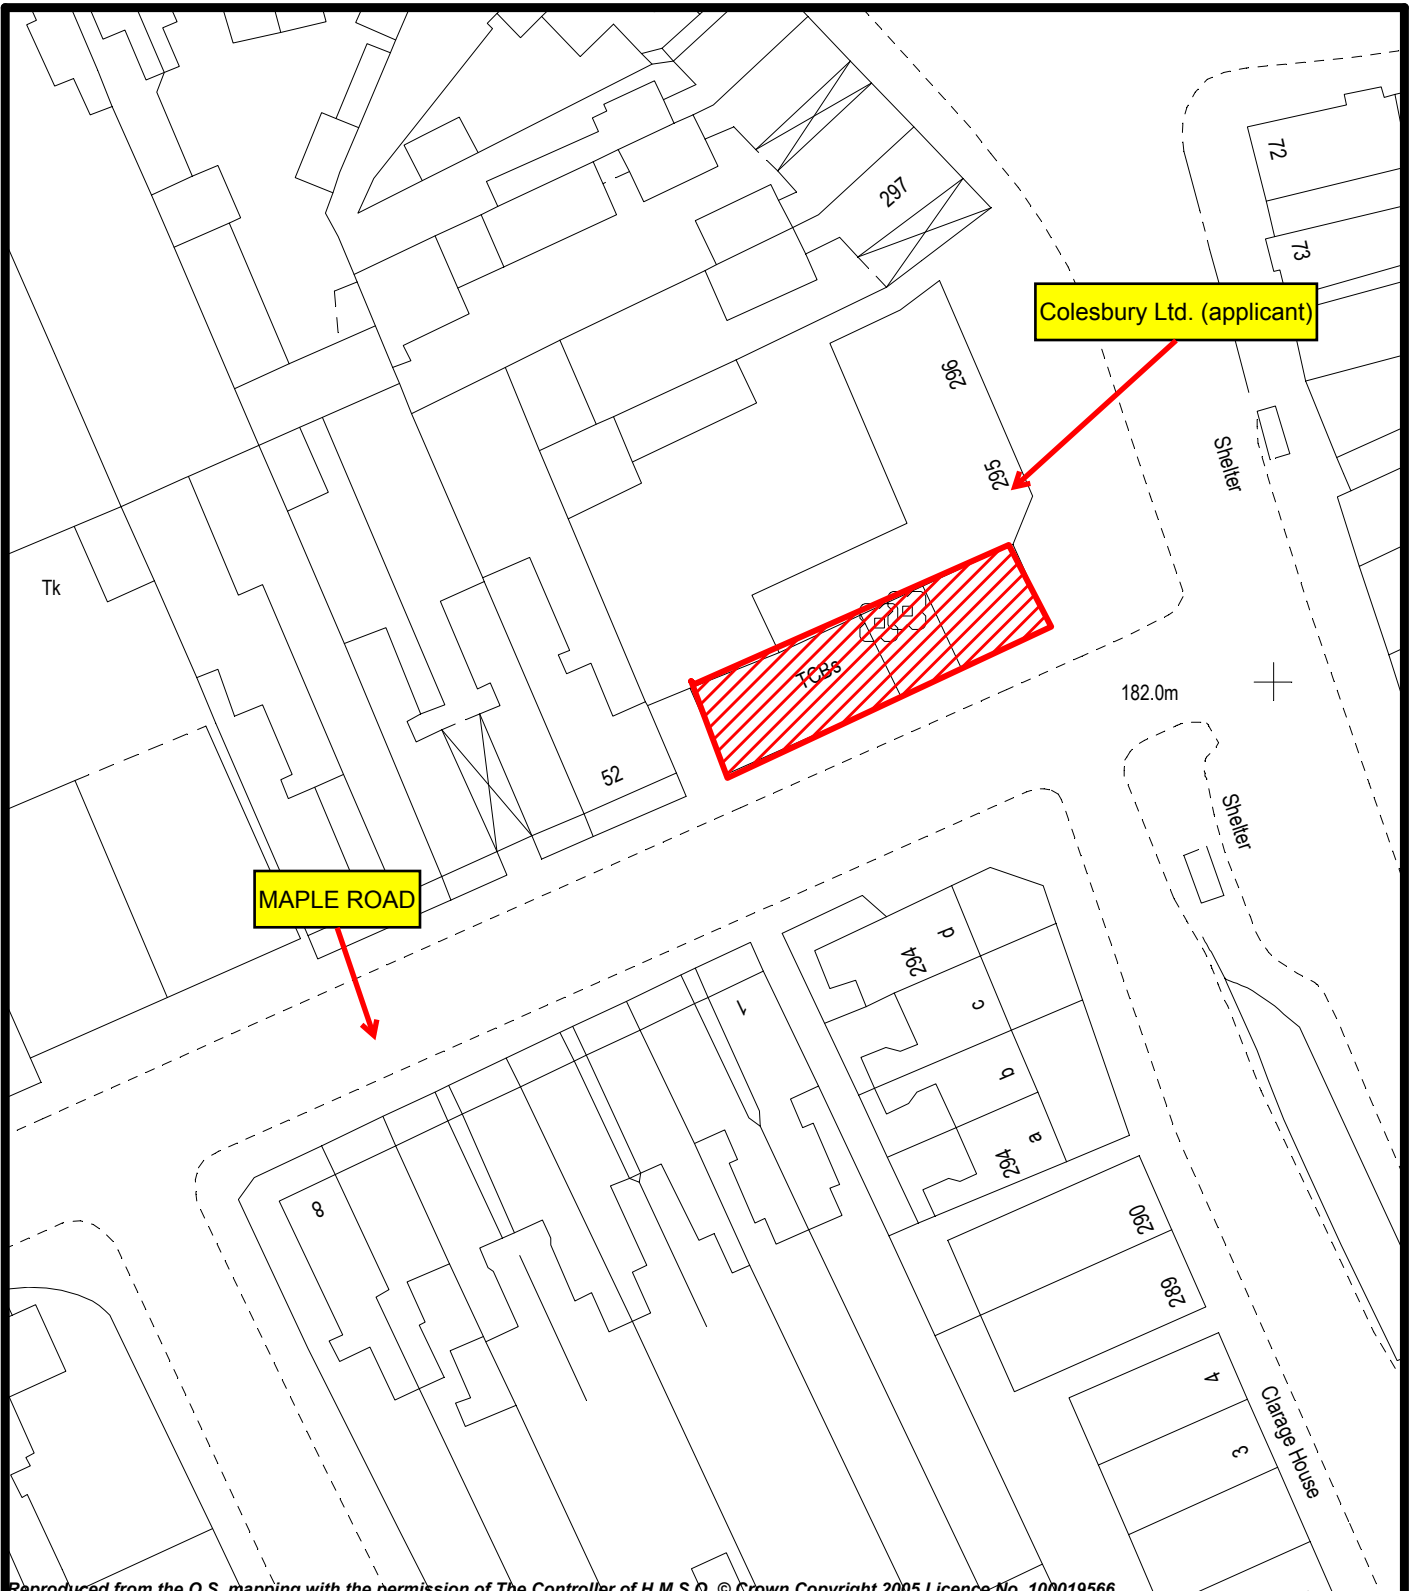 72
297
73
Colesbury Ltd. (applicant)
296
Shelter
295
Tk
TCBs
182.0m
52
Shelter
MAPLE ROAD
d
294
c
1
b
a
294
8
290
289
4
Clarage House
3
Reproduced from the O.S. mapping with the permission of The Controller of H.M.S.O. © Crown Copyright 2005 Licence No. 100019566